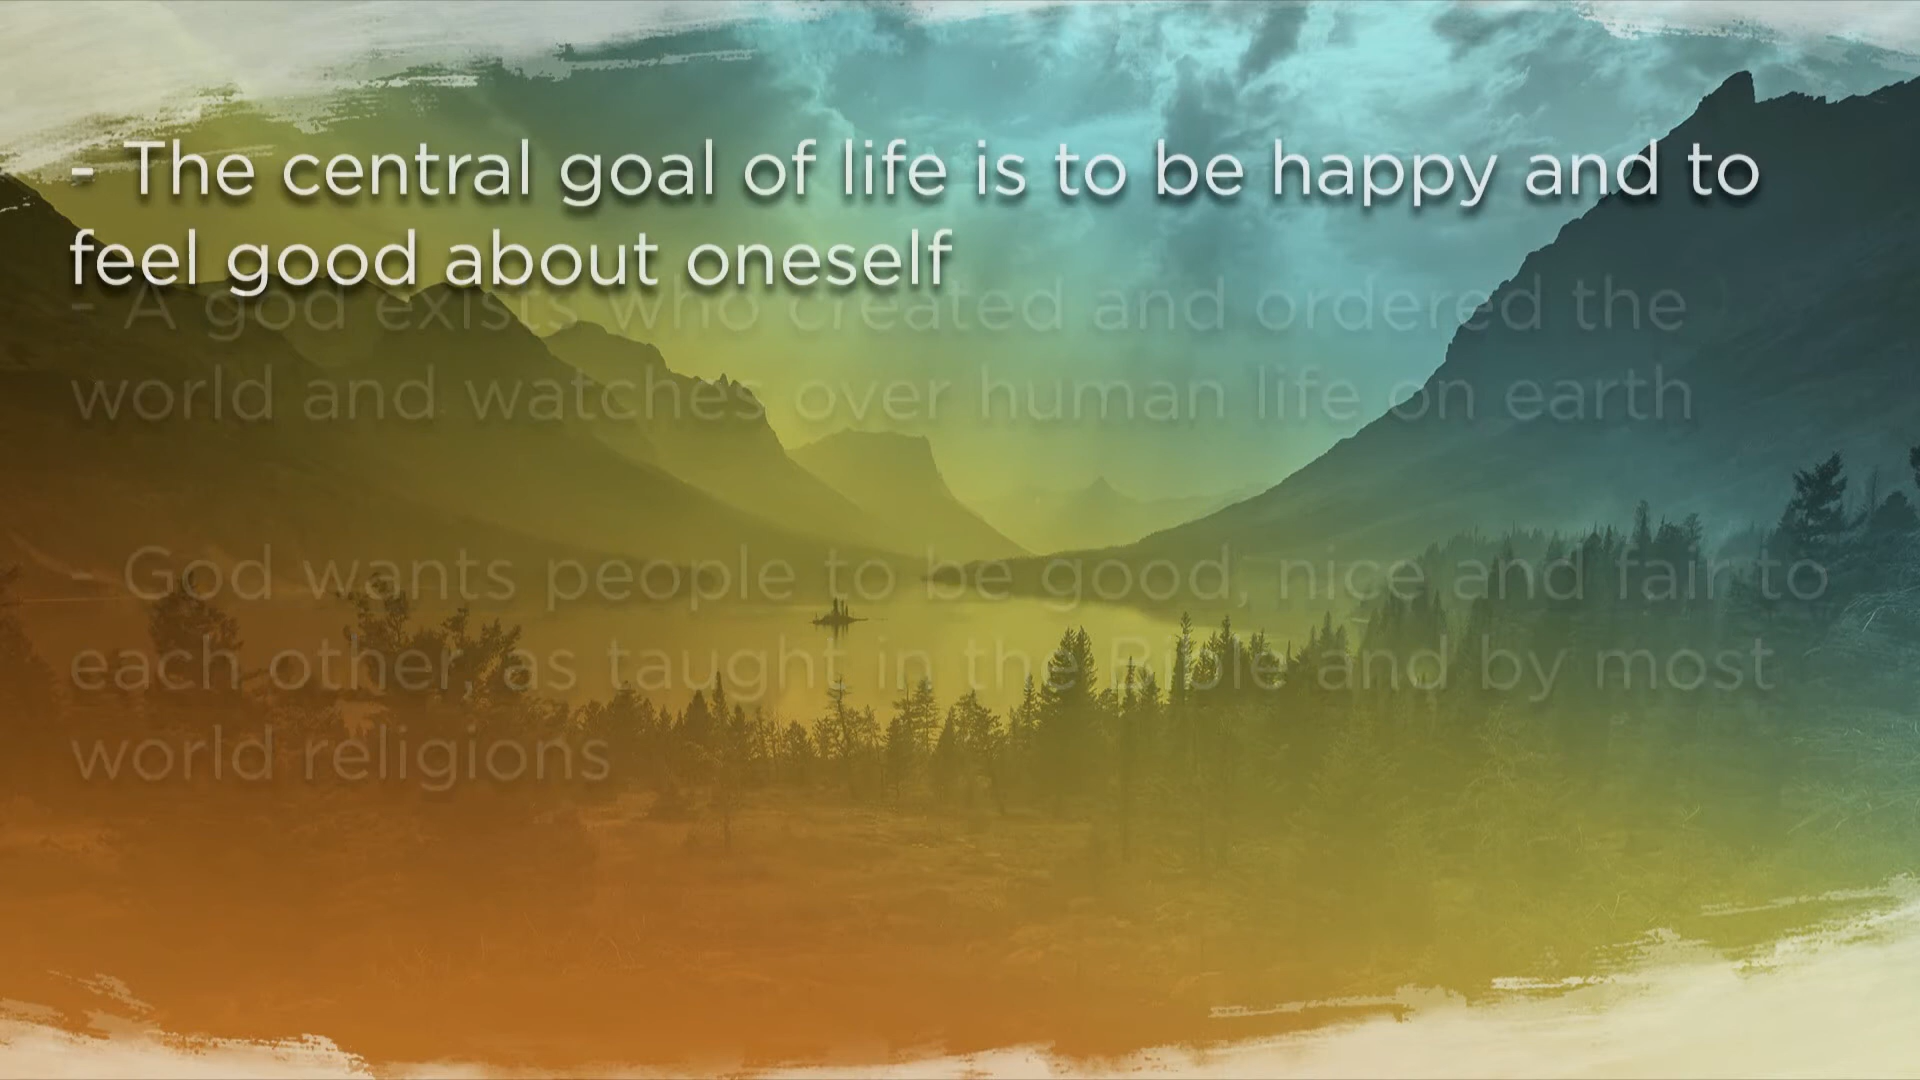 - The central goal of life is to be happy and to
feel good about oneself
- A god exists who created and ordered the
world and watches over human life on earth
- God wants people to be good, nice and fair to
each other, as taught in the Bible and by most
world religions